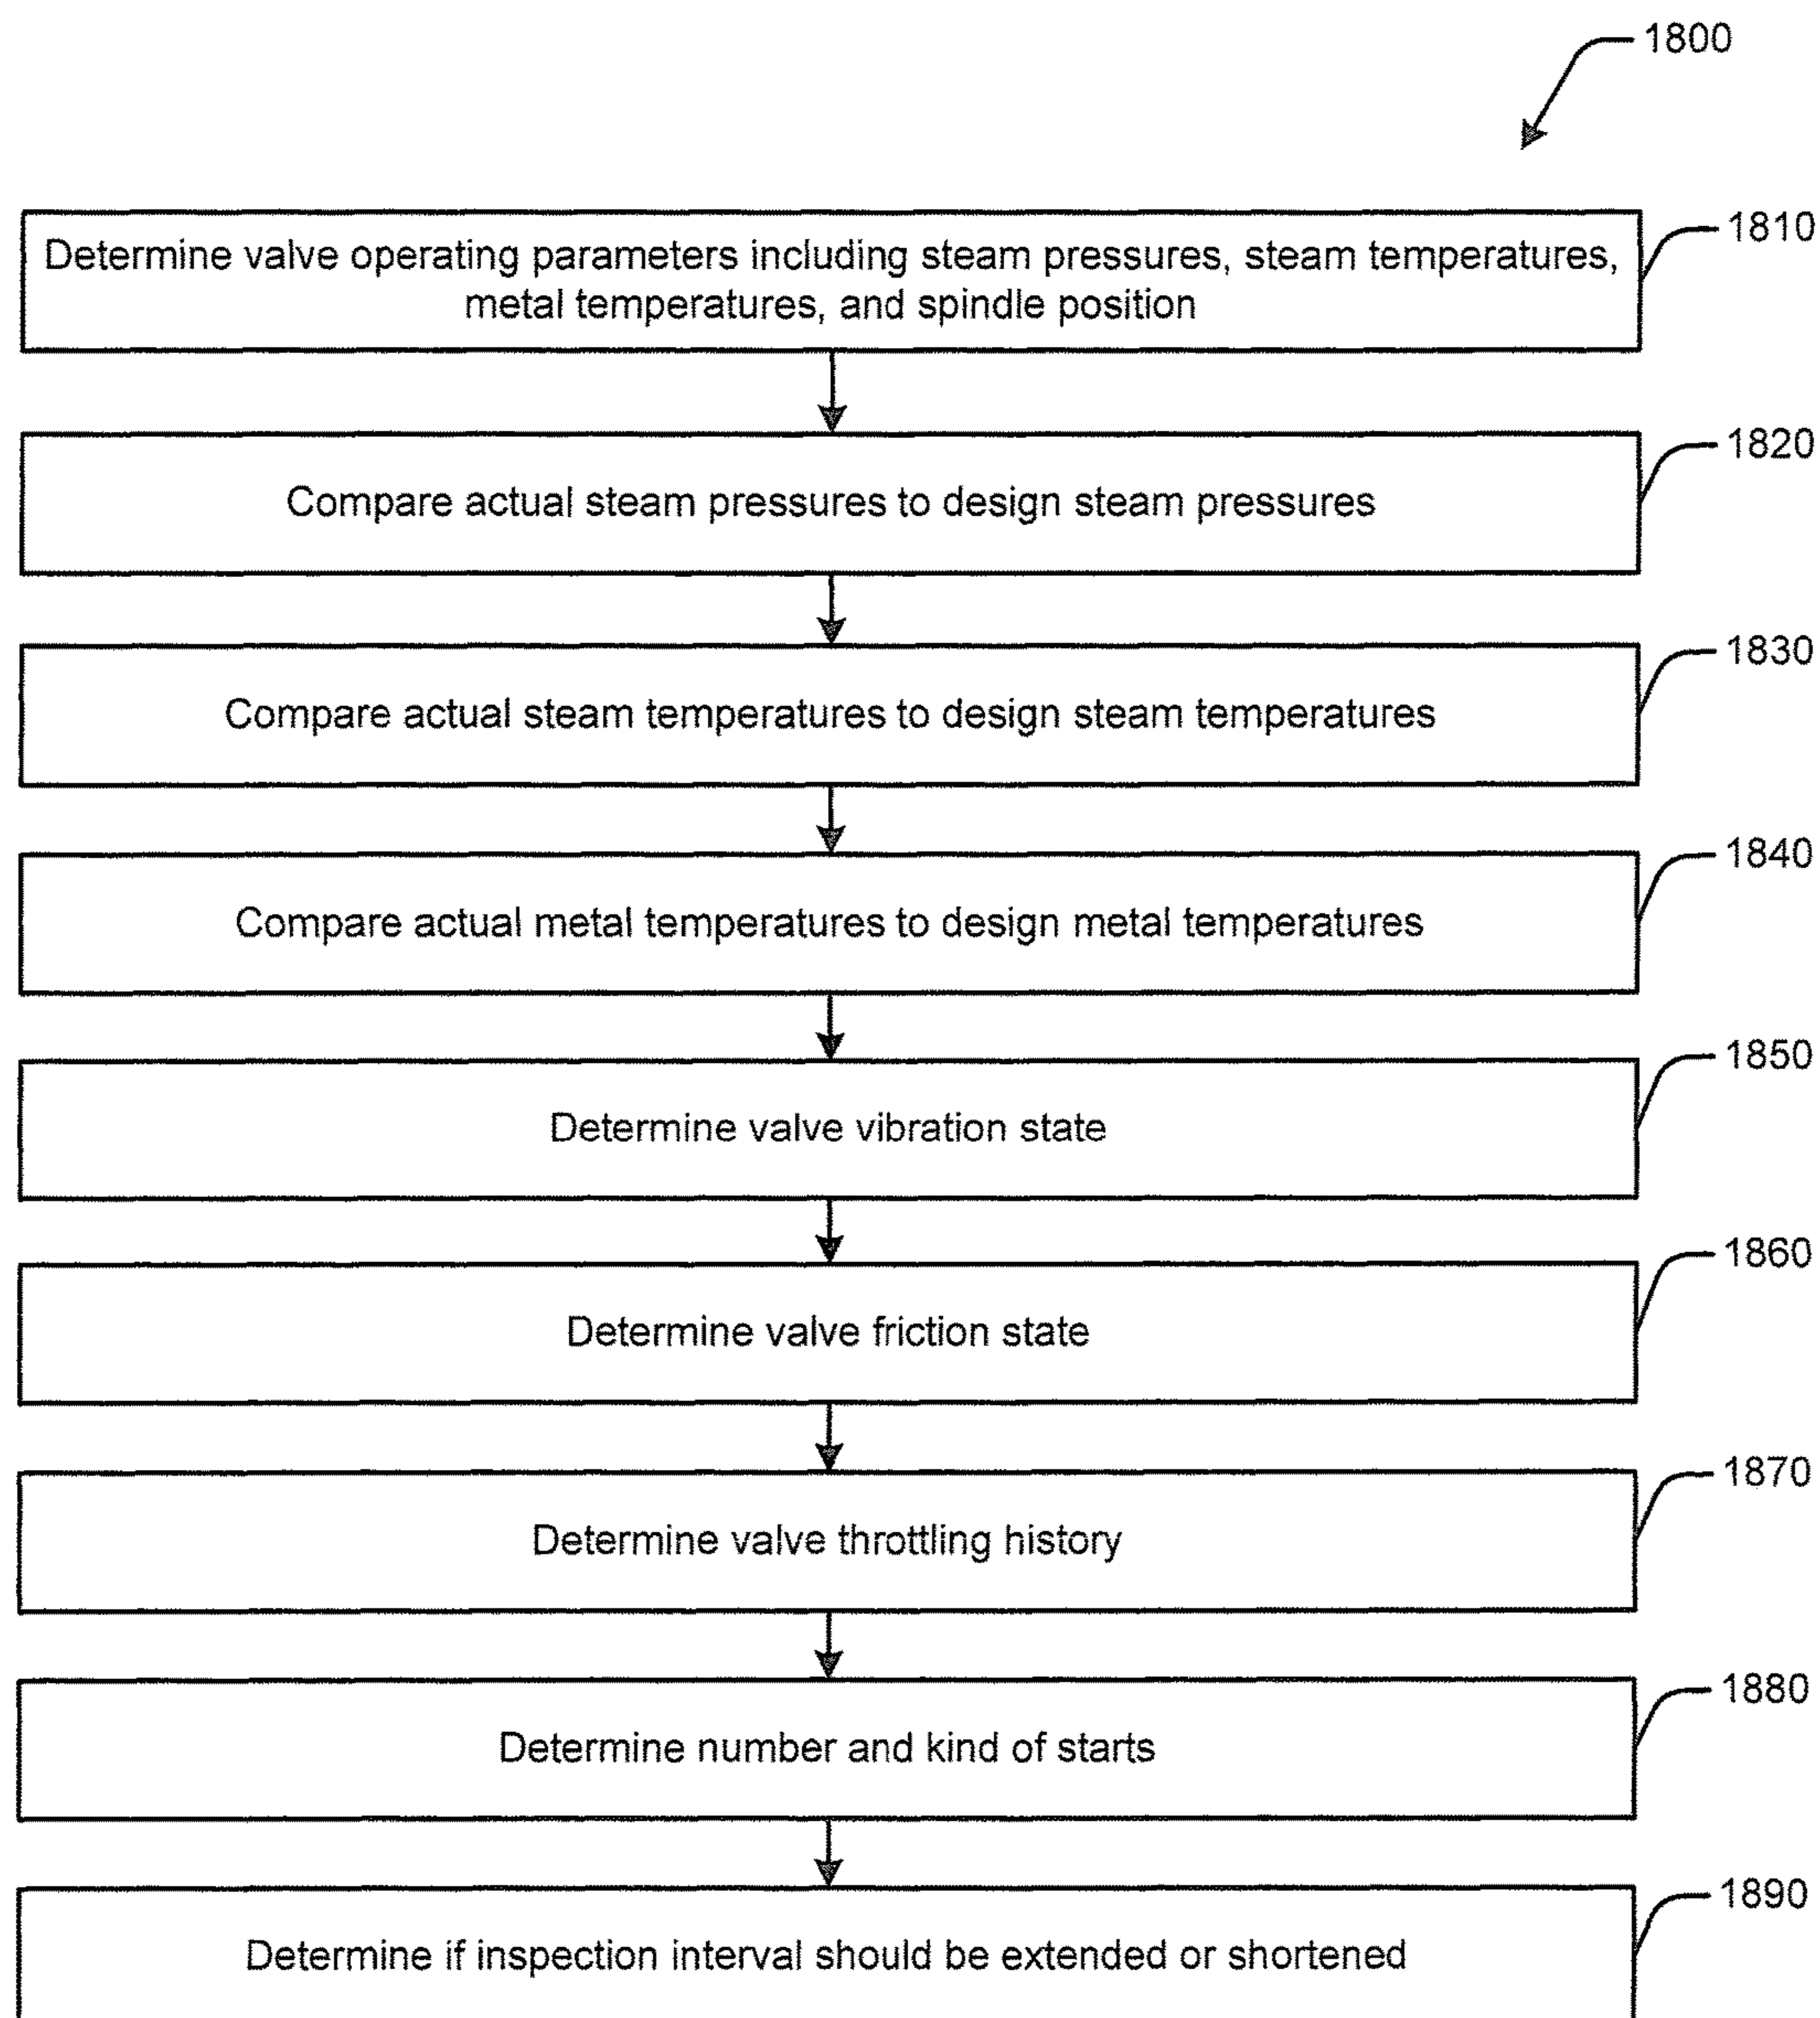 1800
1810
Determine valve operating parameters including steam pressures, steam temperatures,
metal temperatures, and spindle position
1820
Compare actual steam pressures to design steam pressures
1830
Compare actual steam temperatures to design steam temperatures
1840
Compare actual metal temperatures to design metal temperatures
1850
Determine valve vibration state
1860
Determine valve friction state
1870
Determine valve throttling history
1880
Determine number and kind of starts
1890
Determine if inspection interval should be extended or shortened